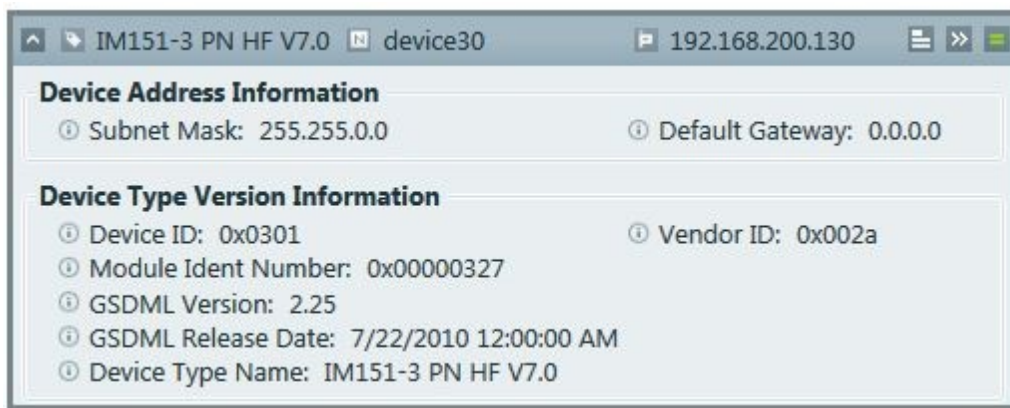 IM151-3 PN HF V7.0 N device30 192.168.200.130
Device Address Information
Subnet Mask: 255.255.0.0 Default Gateway: 0.0.0.0
Device Type Version Information
Device ID: 0x0301 Vendor ID: 0x002a
Module Ident Number: 0x00000327
GSDML Version: 2.25
GSDML Release Date: 7/22/2010 12:00:00 AM
Device Type Name: IM151-3 PN HF V7.0